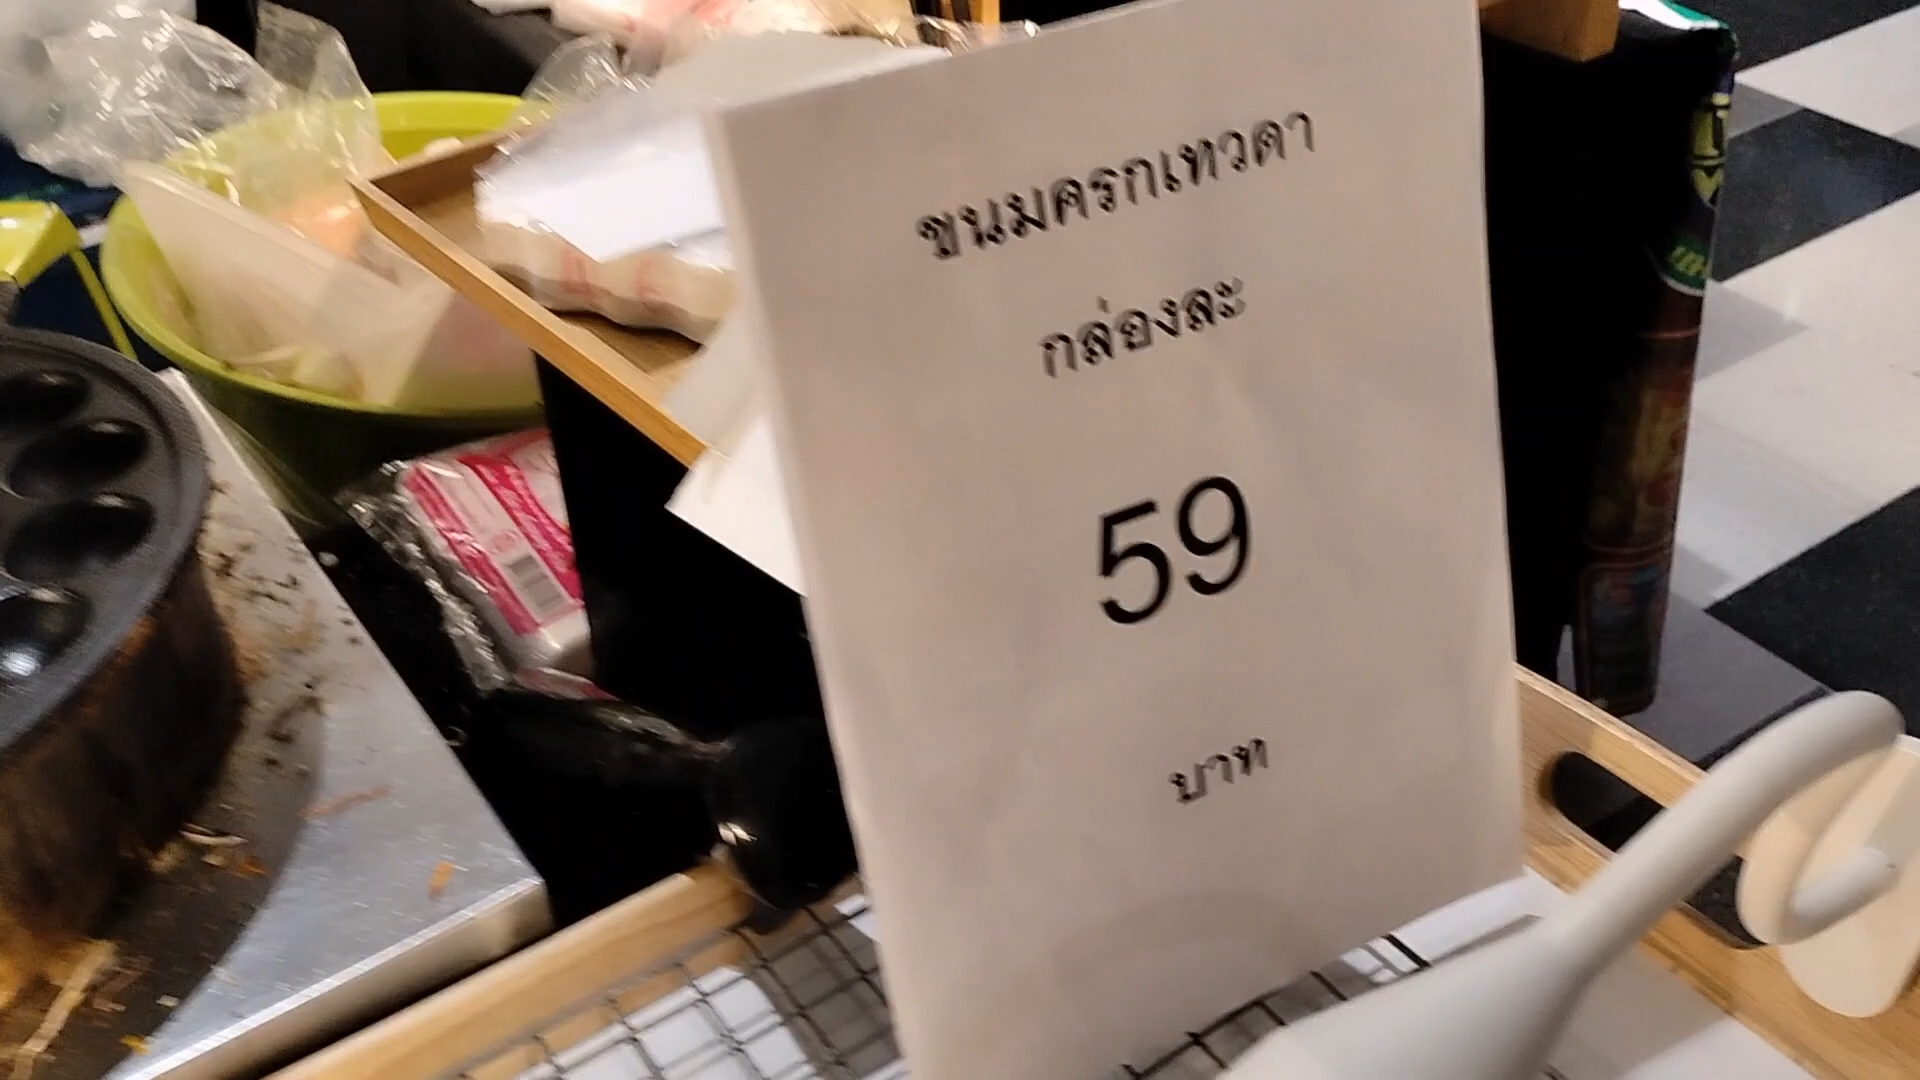 ขนมครกเทวดา
กล่องละ
59
บาท